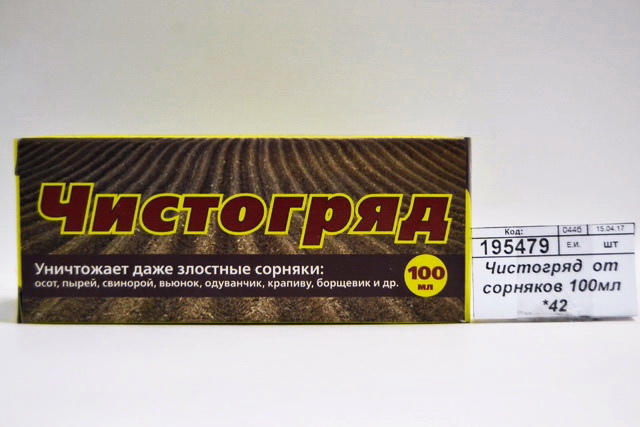 Чистогряд
Уничтожает даже злостные сорняки:
осот, пырей, свинорой, вьюнок, одуванчик, крапиву, борщевик и др.
100
мл
Код: 0446 15.04.17
195479 Е.И. шт
Чистогряд от
сорняков 100мл
*42